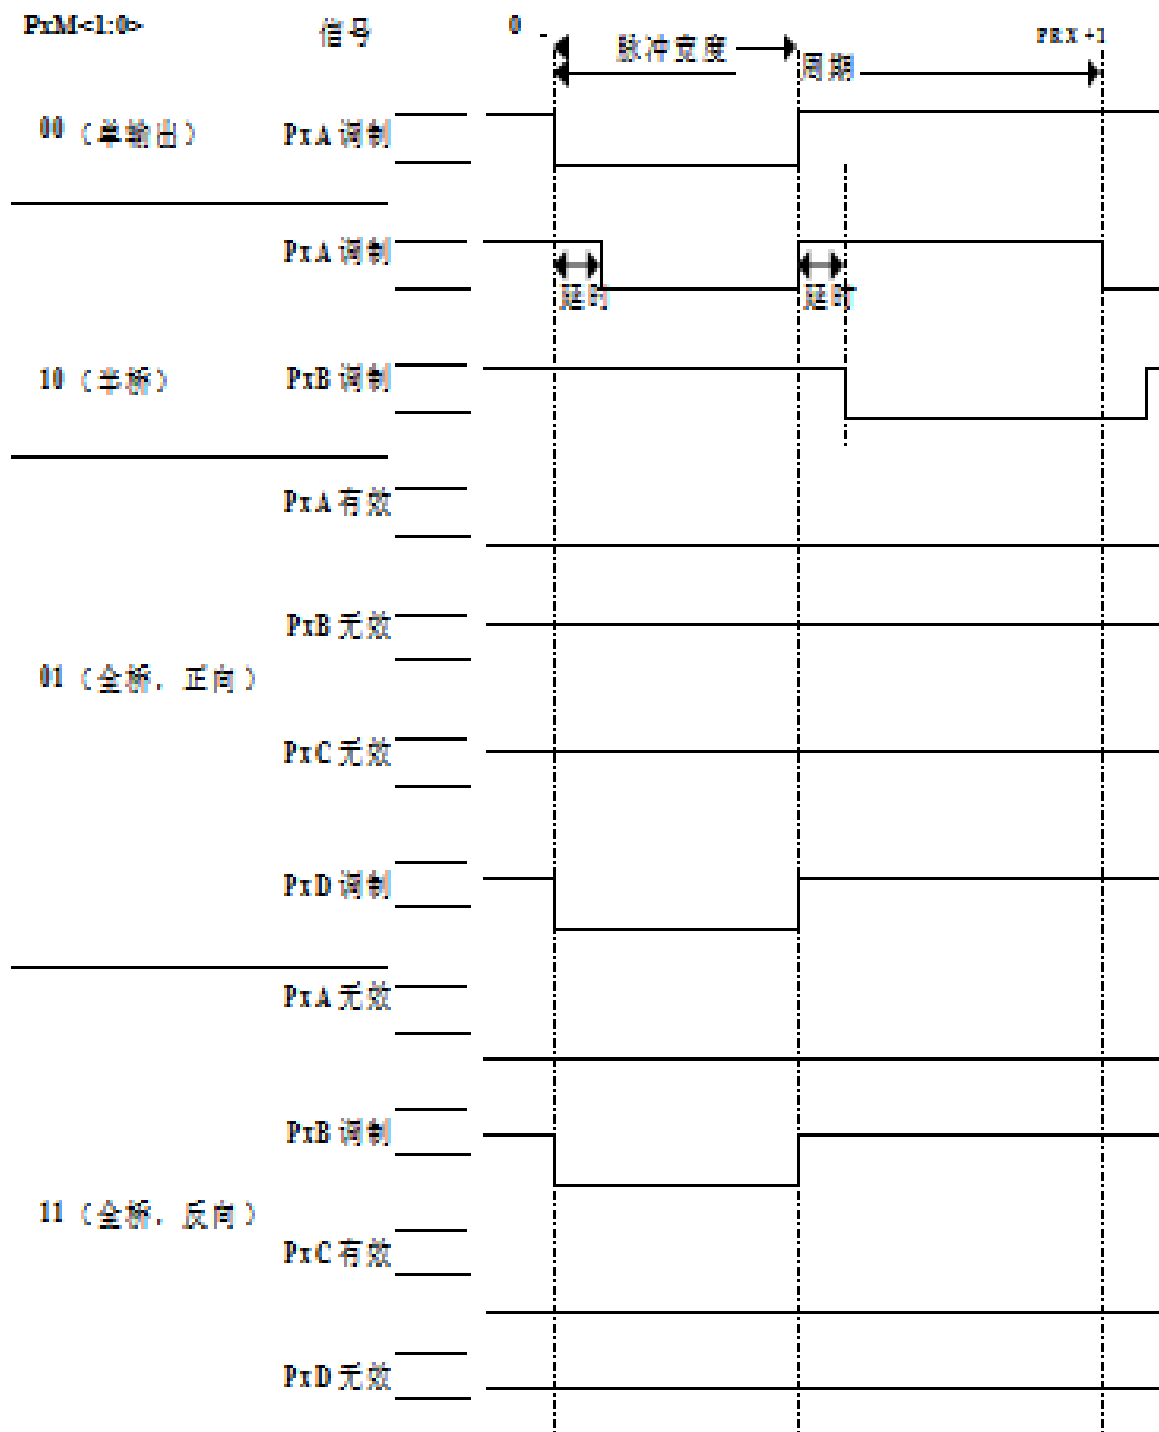 PxM<1:0> 信号 0 PRX +1
脉冲宽度
周期
00（单输出） PxA 调制
PxA 调制
延时 延时
10（半桥） PxB 调制
PxA 有效
PxB 无效
01（全桥，正向）
PxC 无效
PxD 调制
PxA 无效
PxB 调制
11（全桥，反向）
PxC 有效
PxD 无效